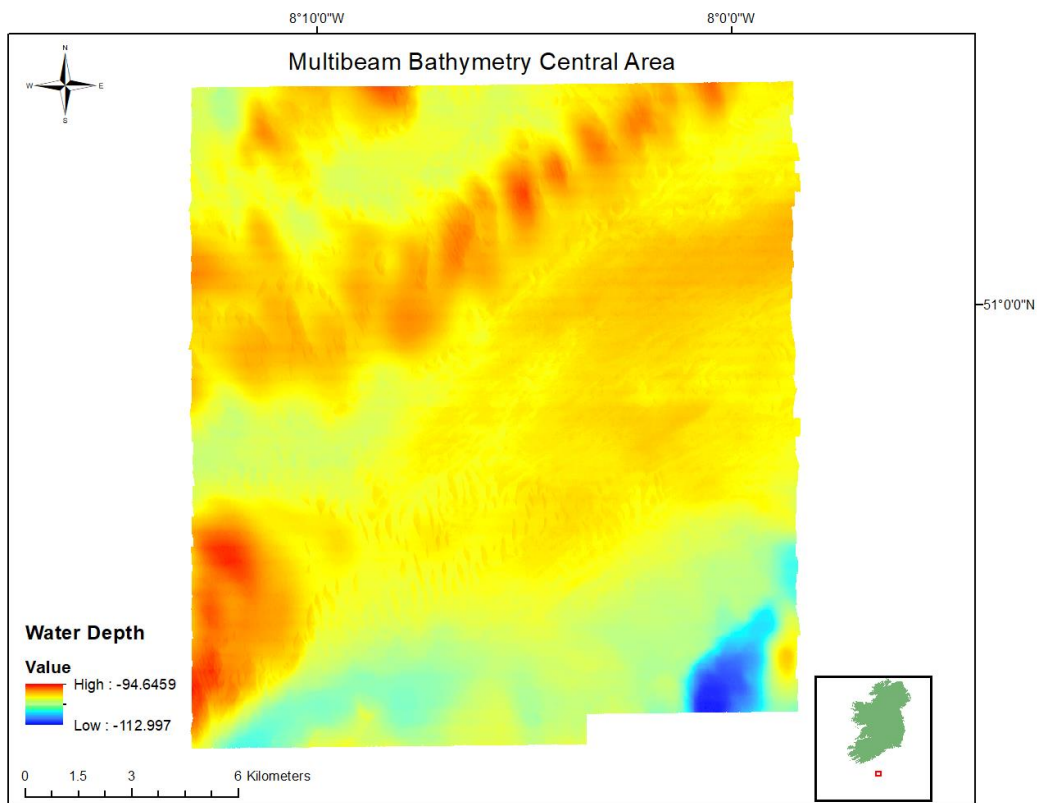 8°10'0"W
8°0'0"W
Multibeam Bathymetry Central Area
N
W
E
S
51°0'0"N
Water Depth
Value
High : -94.6459
Low : -112.997
0 1.5 3 6 Kilometers